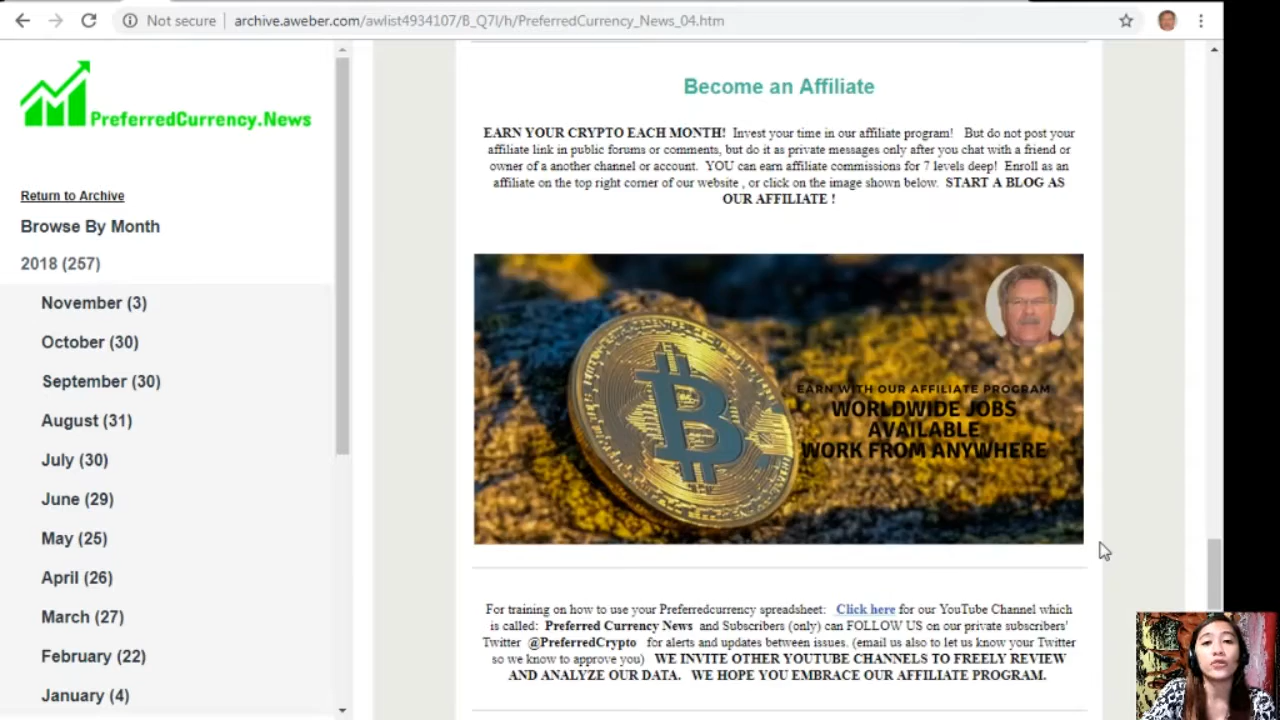 Not secure
archive.aweber.com/awlist4934107/B_Q7I/h/PreferredCurrency_News_04.htm
PreferredCurrency.News
Return to Archive
Browse By Month
2018 (257)
November (3)
October (30)
September (30)
August (31)
July (30)
June (29)
May (25)
April (26)
March (27)
February (22)
January (4)
Become an Affiliate
EARN YOUR CRYPTO EACH MONTH! Invest your time in our affiliate program! But do not post your
affiliate link in public forums or comments, but do it as private messages only after you chat with a friend or
owner of a another channel or account. YOU can earn affiliate commissions for 7 levels deep! Enroll as an
affiliate on the top right corner of our website , or click on the image shown below. START A BLOG AS
OUR AFFILIATE !
EARN WITH OUR AFFILIATE PROGRAM
WORLDWIDE JOBS
AVAILABLE
WORK FROM ANYWHERE
For training on how to use your Preferredcurrency spreadsheet: Click here for our YouTube Channel which
is called: Preferred Currency News and Subscribers (only) can FOLLOW US on our private subscribers'
Twitter @PreferredCrypto for alerts and updates between issues. (email us also to let us know your Twitter
so we know to approve you) WE INVITE OTHER YOUTUBE CHANNELS TO FREELY REVIEW
AND ANALYZE OUR DATA. WE HOPE YOU EMBRACE OUR AFFILIATE PROGRAM.